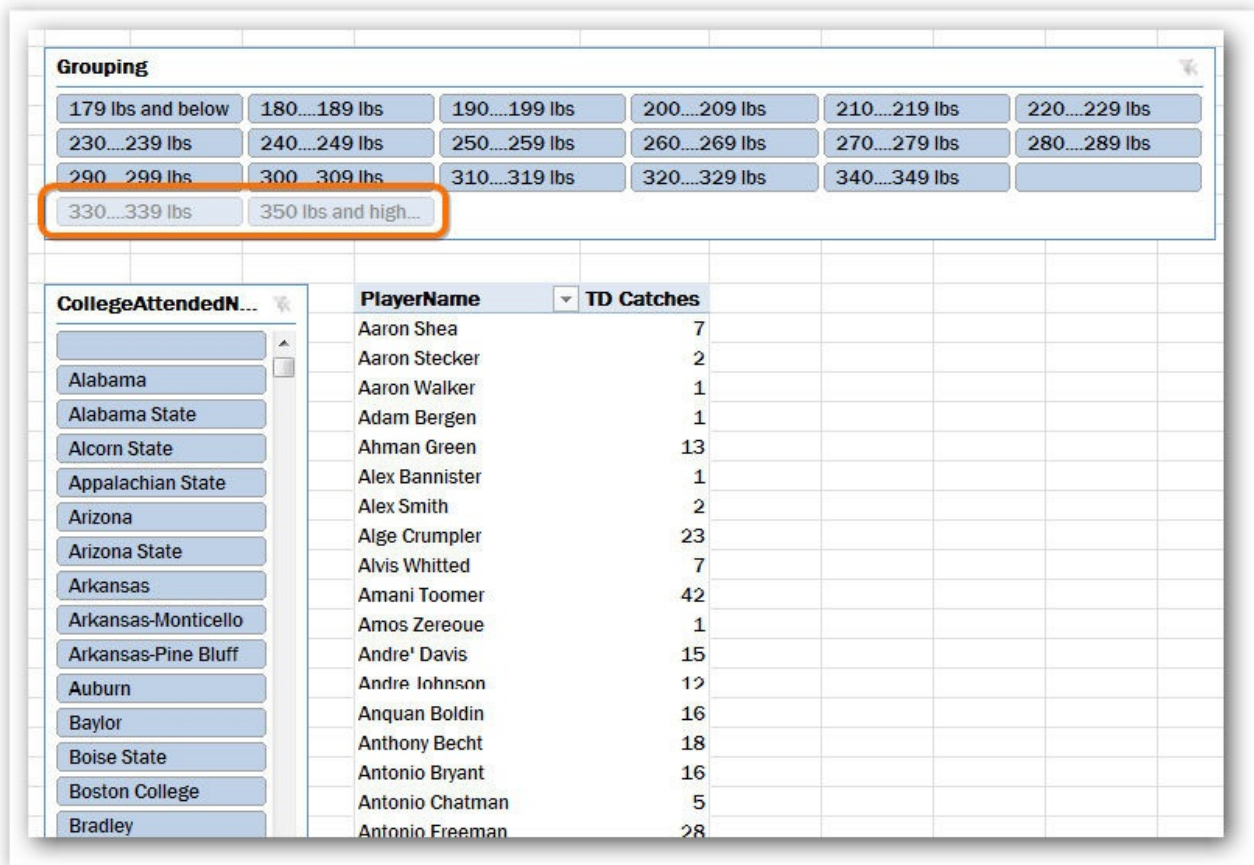 Grouping
179 lbs and below 180....189 lbs 190....199 lbs 200....209 lbs 210....219 lbs 220....229 lbs
230....239 lbs 240....249 lbs 250....259 lbs 260....269 lbs 270....279 lbs 280....289 lbs
290....299 lbs 300....309 lbs 310....319 lbs 320....329 lbs 340....349 lbs
330....339 lbs 350 lbs and high...
CollegeAttendedN...
Alabama
Alabama State
Alcorn State
Appalachian State
Arizona
Arizona State
Arkansas
Arkansas-Monticello
Arkansas-Pine Bluff
Auburn
Baylor
Boise State
Boston College
Bradley
PlayerName TD Catches
Aaron Shea 7
Aaron Stecker 2
Aaron Walker 1
Adam Bergen 1
Ahman Green 13
Alex Bannister 1
Alex Smith 2
Alge Crumpler 23
Alvis Whitted 7
Amani Toomer 42
Amos Zereoue 1
Andre' Davis 15
Andre Johnson 12
Anquan Boldin 16
Anthony Becht 18
Antonio Bryant 16
Antonio Chatman 5
Antonio Freeman 28